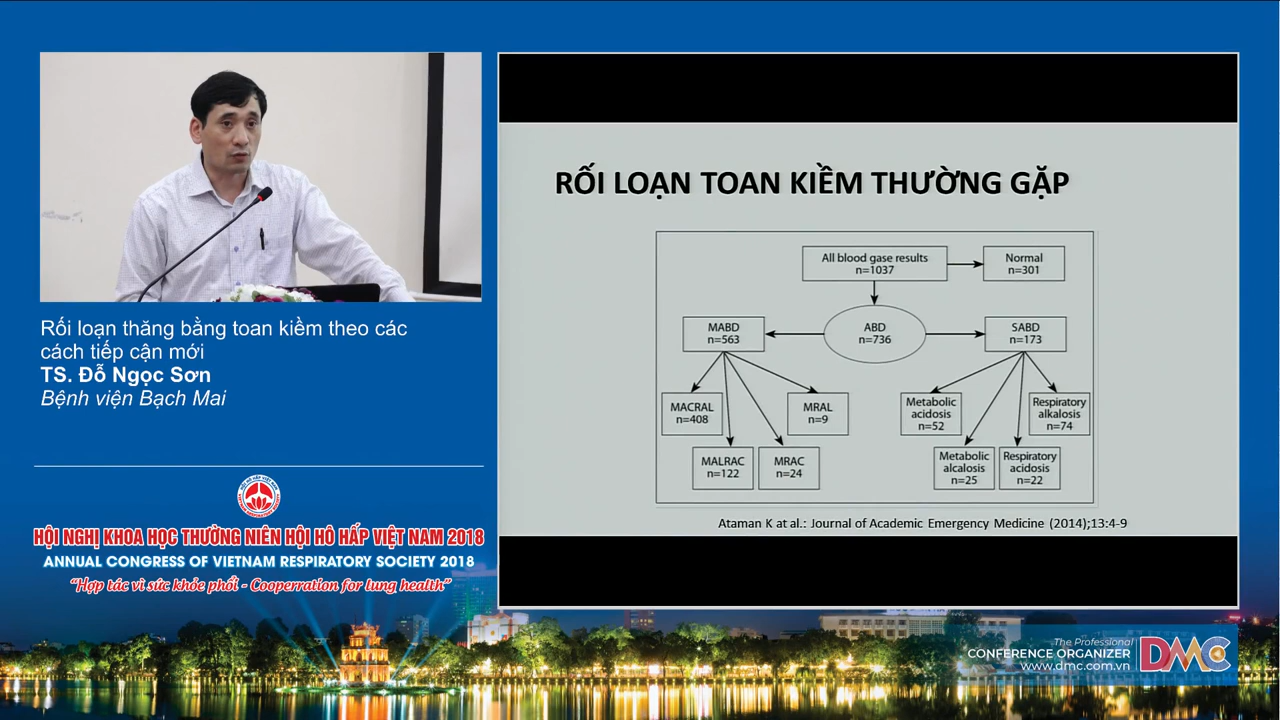 RỐI LOẠN TOAN KIỀM THƯỜNG GẶP
All blood gase results
n=1037
Normal
n=301
MABD
n=563
ABD
n=736
SABD
n=173
MACRAL
n=408
MRAL
n=9
Metabolic
acidosis
n=52
Respiratory
alkalosis
n=74
MALRAC
n=122
MRAC
n=24
Metabolic
alcalosis
n=25
Respiratory
acidosis
n=22
Ataman K at al.: Journal of Academic Emergency Medicine (2014);13:4-9
Rối loạn thăng bằng toan kiềm theo các
cách tiếp cận mới
TS. Đỗ Ngọc Sơn
Bệnh viện Bạch Mai
HỘI HÔ HẤP VIỆT NAM
HỘI NGHỊ KHOA HỌC THƯỜNG NIÊN HỘI HÔ HẤP VIỆT NAM 2018
ANNUAL CONGRESS OF VIETNAM RESPIRATORY SOCIETY 2018
“Hợp tác vì sức khỏe phổi - Cooperration for lung health”
The Professional
CONFERENCE ORGANIZER
www.dmc.com.vn
DMC